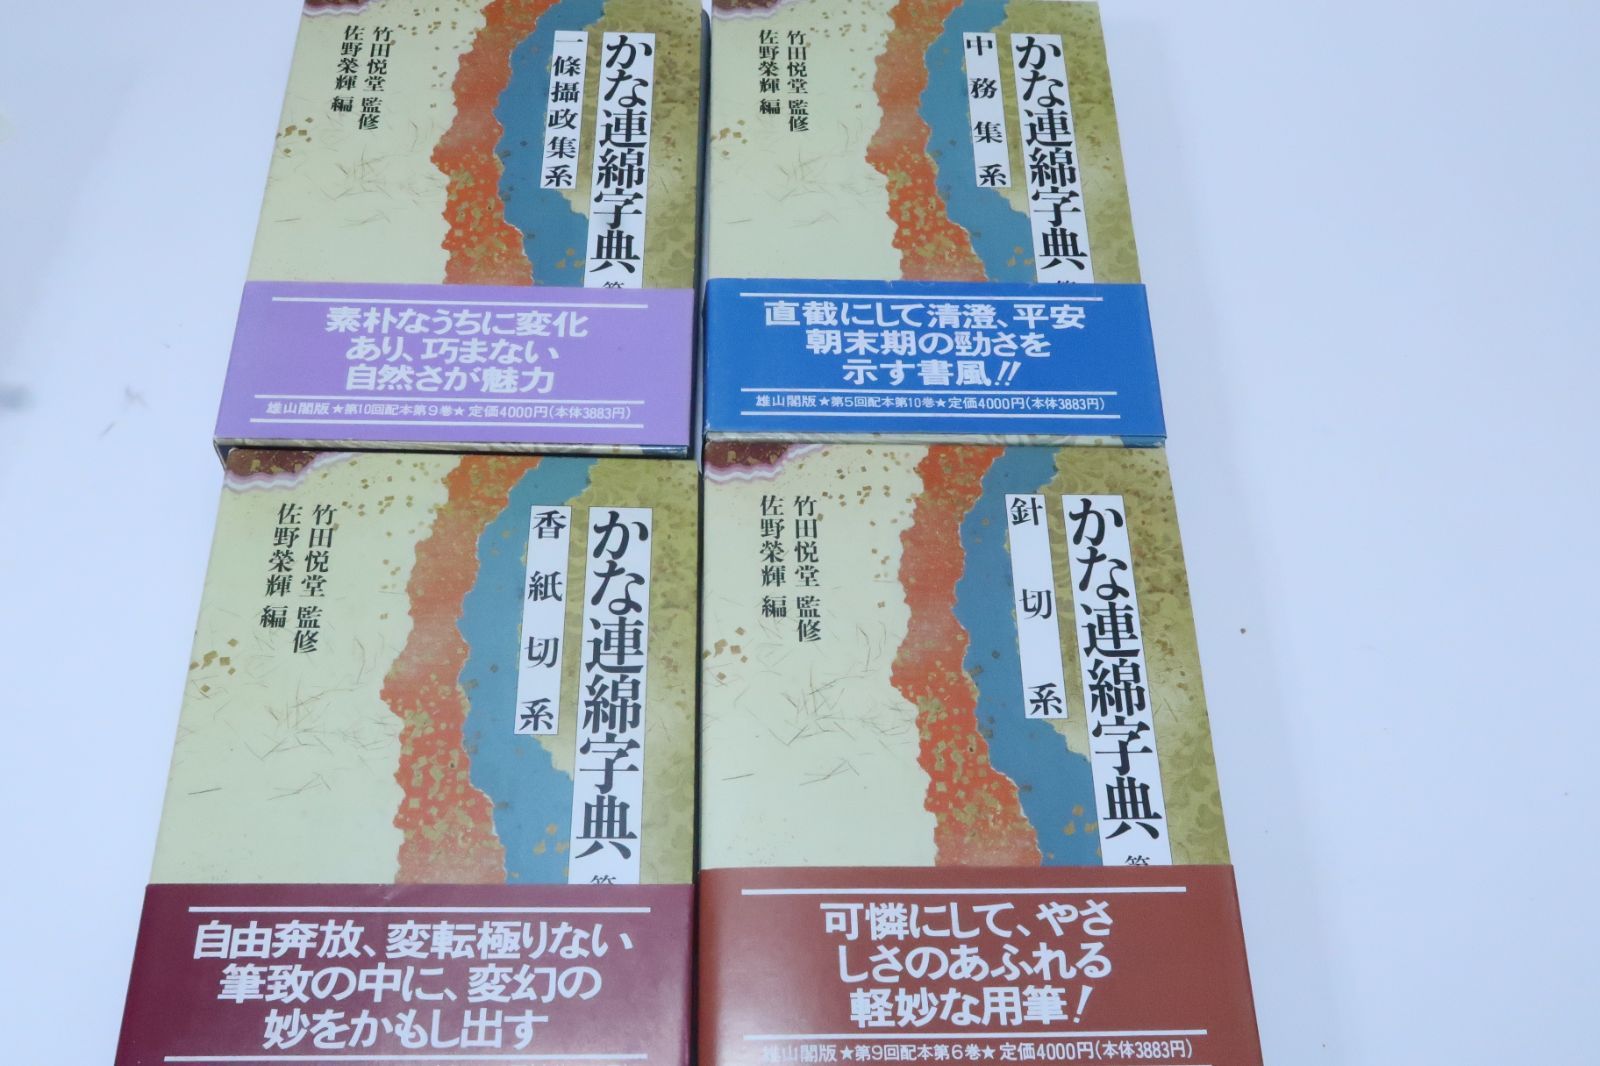 かな連綿字典 第
一條攝政集系
竹田悦堂 監修
佐野榮輝 編
素朴なうちに変化
あり、巧まない
自然さが魅力
雄山閣版★第10回配本第9巻★定価4000円(本体3883円)
かな連綿字典
中務集系
竹田悦堂 監修
佐野榮輝 編
直截にして清澄、平安
朝末期の勁さを
示す書風!!
雄山閣版★第5回配本第10巻★定価4000円(本体3883円)
かな連綿字典 第
香紙切系
竹田悦堂 監修
佐野榮輝 編
自由奔放、変転極りない
筆致の中に、変幻の
妙をかもし出す
かな連綿字典 第
針切系
竹田悦堂 監修
佐野榮輝 編
可憐にして、やさ
しさのあふれる
軽妙な用筆!
雄山閣版★第9回配本第6巻★定価4000円(本体3883円)